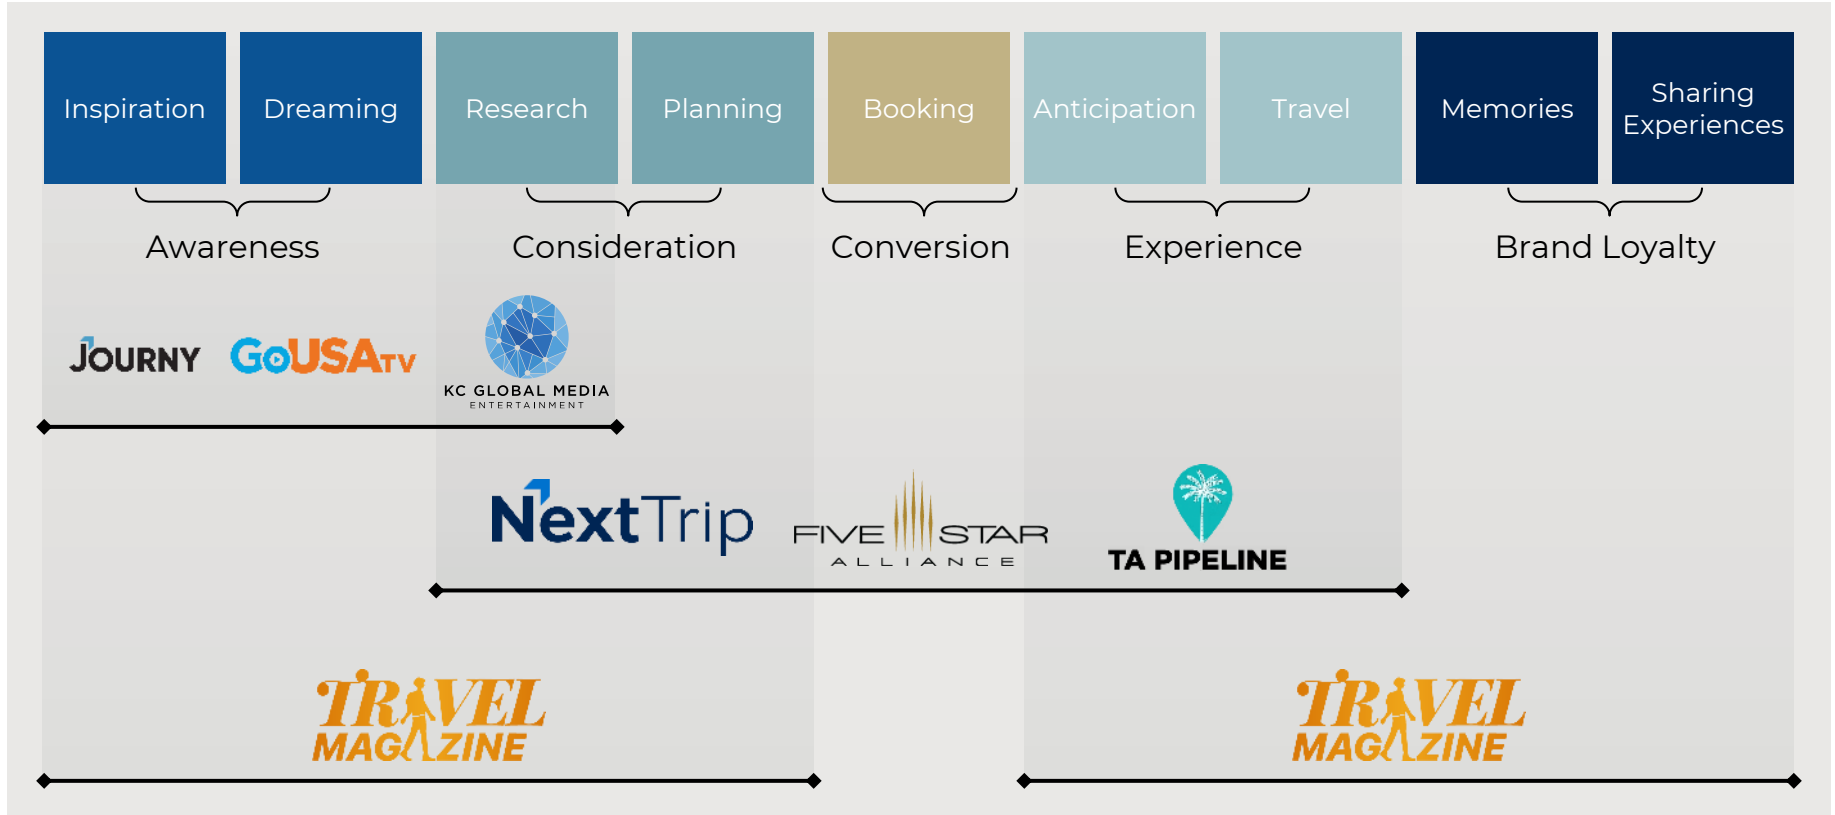 Inspiration
Dreaming
Research
Planning
Booking
Anticipation
Travel
Memories
Sharing
Experiences
Awareness
Consideration
Conversion
Experience
Brand Loyalty
JOURNY
GoUSATV
KC GLOBAL MEDIA
ENTERTAINMENT
NextTrip
FIVE STAR
ALLIANCE
TA PIPELINE
TRAVEL
MAGAZINE
TRAVEL
MAGAZINE